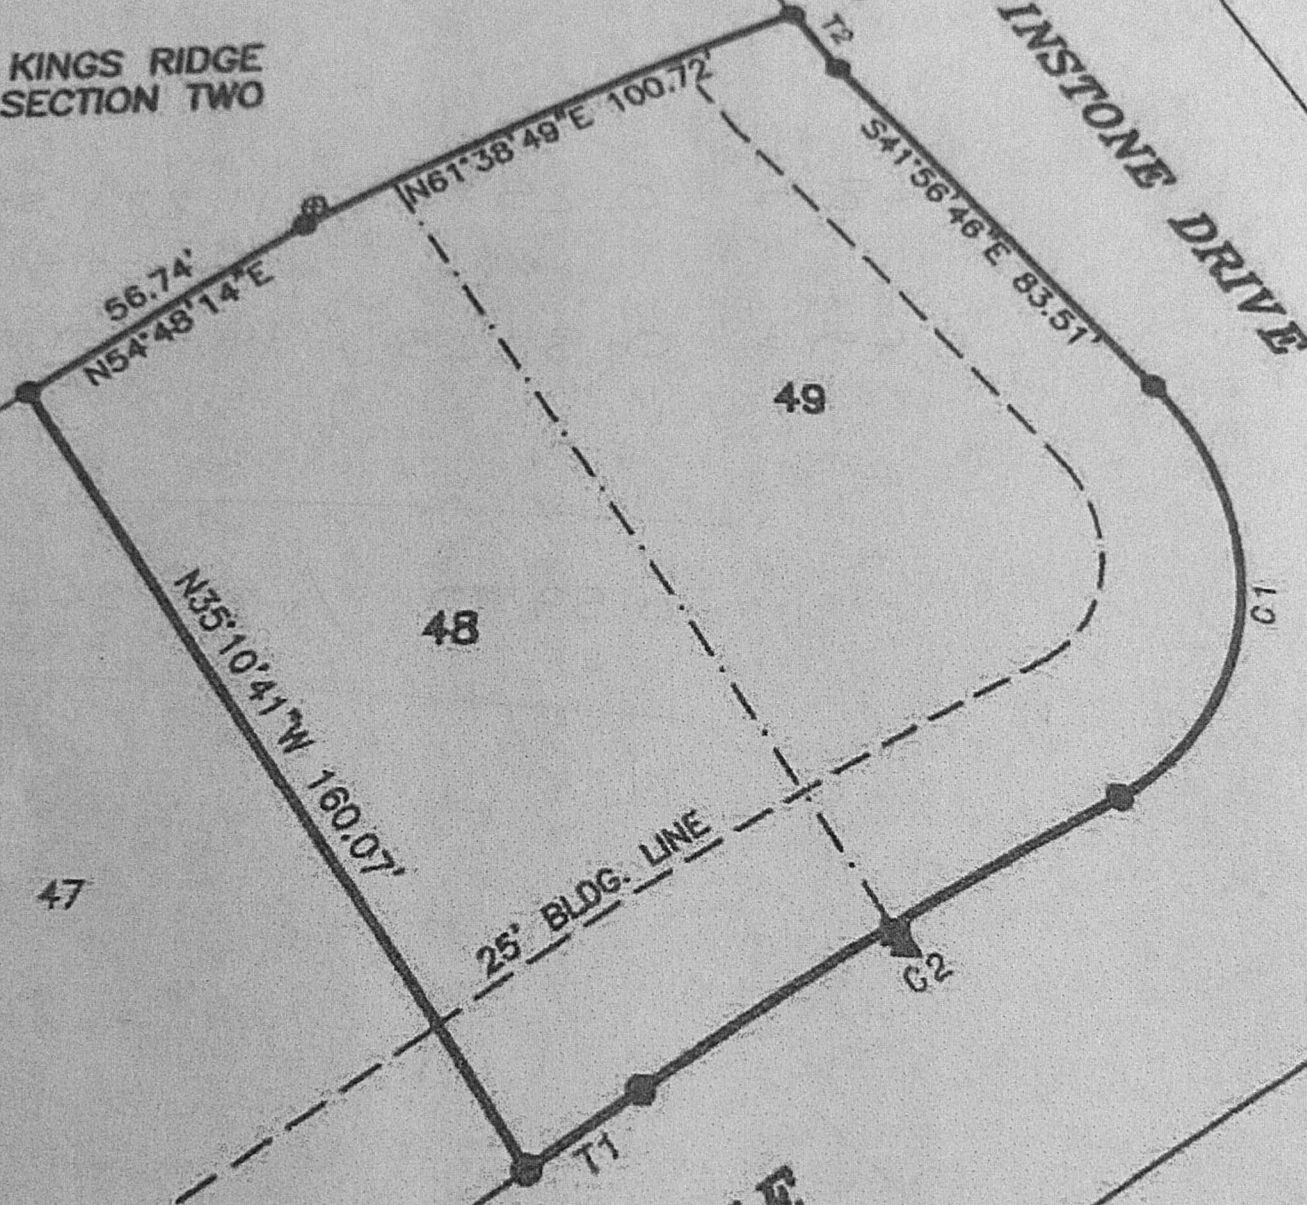 KINGS RIDGE
SECTION TWO
T2
INSTONE DRIVE
N61°38'49"E 100.72'
S41°56'46"E 83.51'
56.74'
N54°48'14"E
49
C1
N35°10'41"W 160.07'
48
25' BLDG. LINE
47
C2
T1